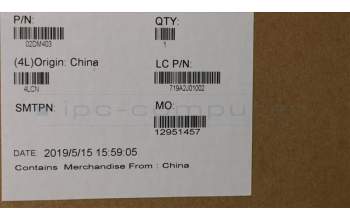 P/N:
QTY:
02DM403
1
(4L)Origin: China
LC P/N:
4LCN
719A2J01002
SMTPN:
MO:
12951457
DATE: 2019/5/15 15:59:05
Contains Merchandise From : China